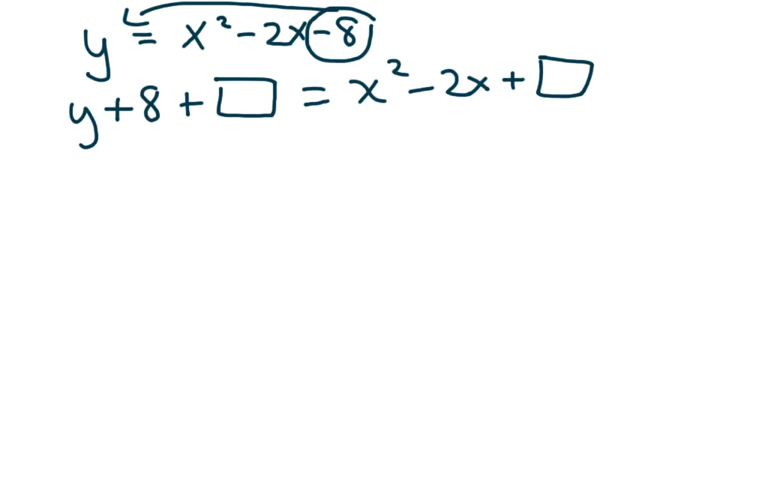 y = x² - 2x - 8
y + 8 + □ = x² - 2x + □